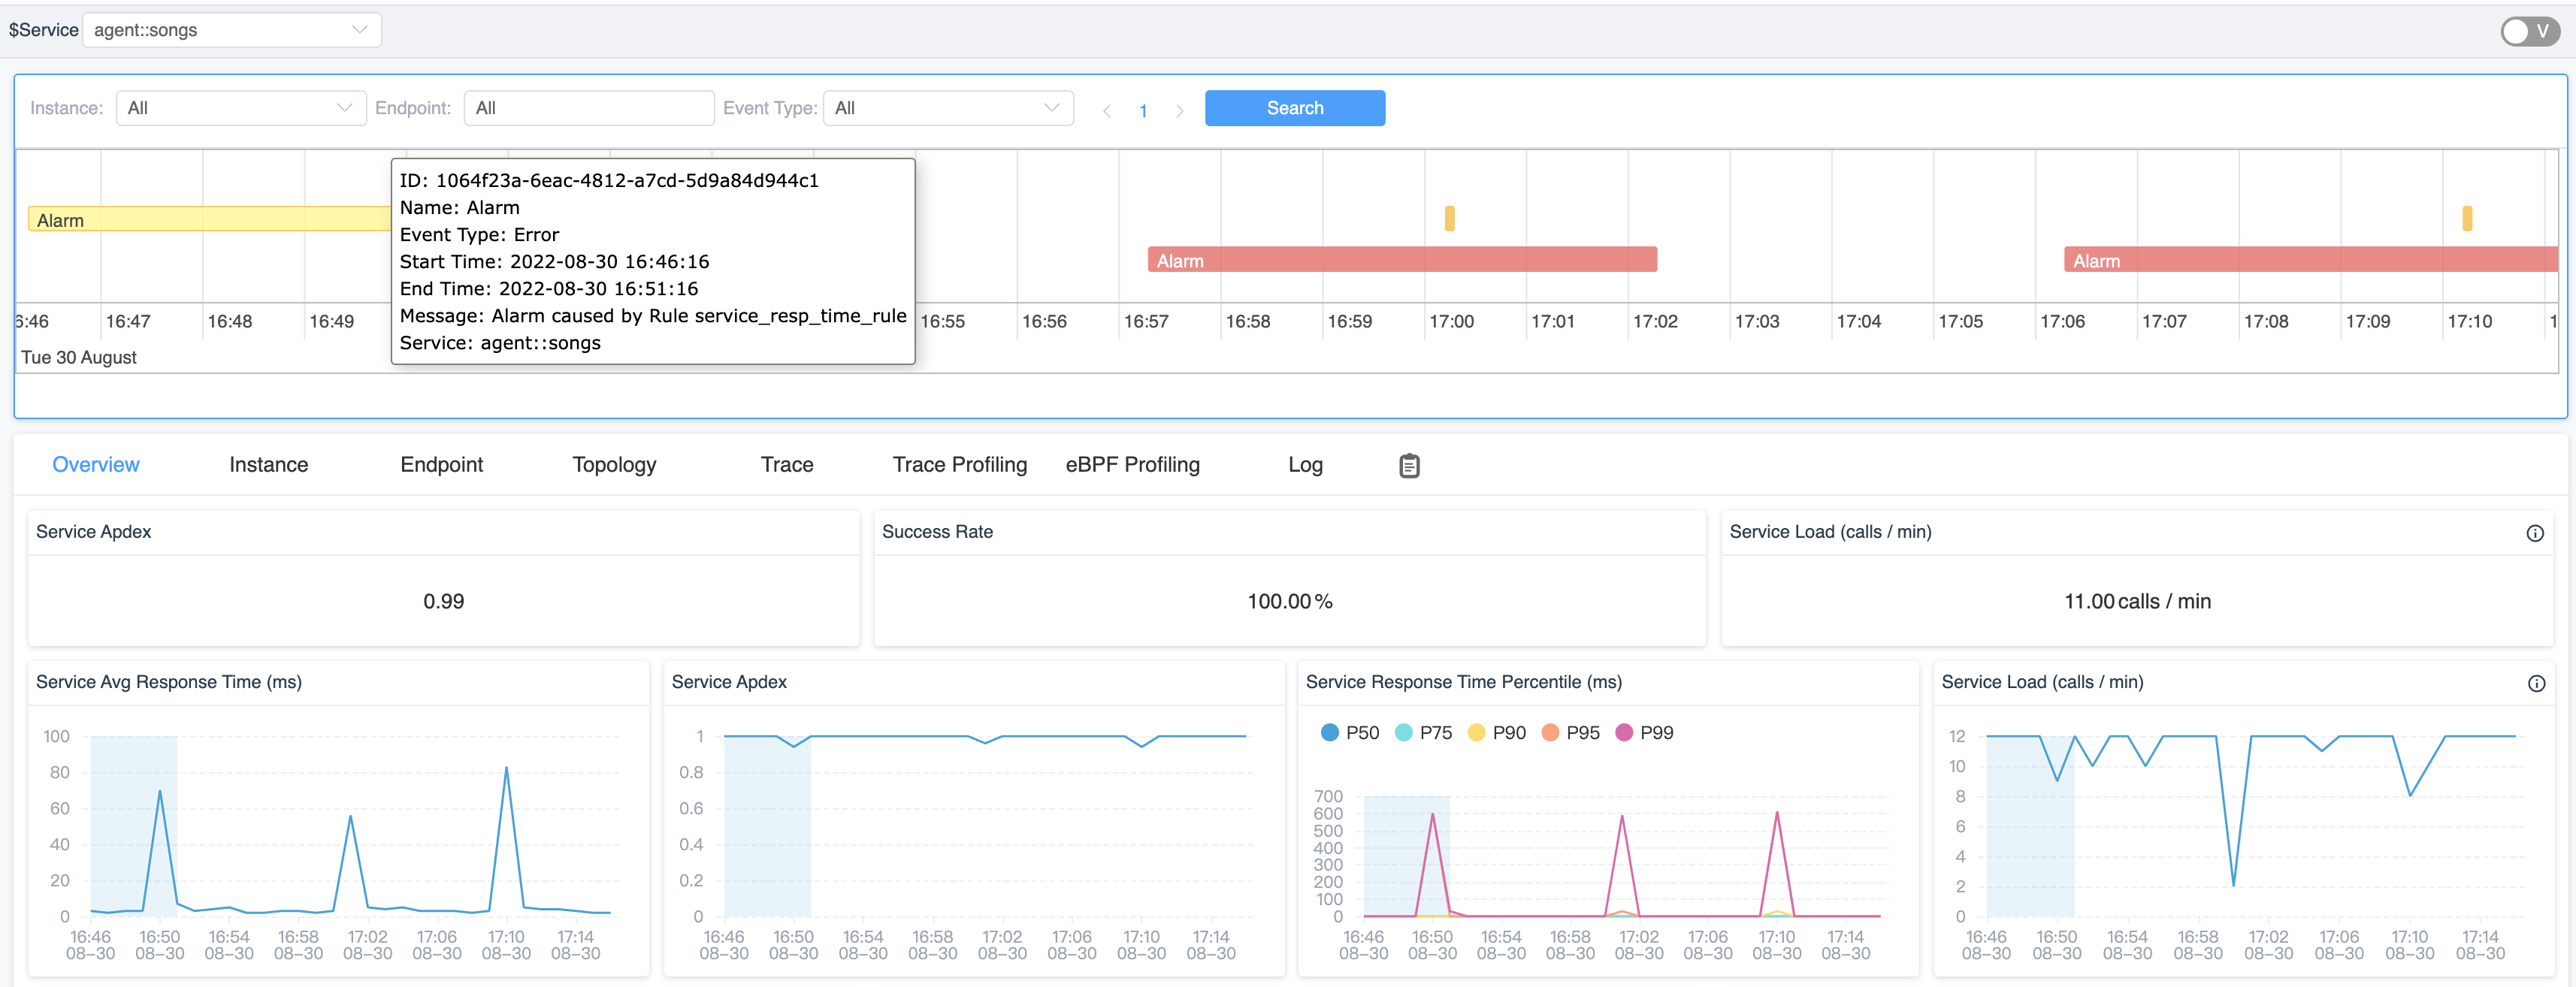 $Service agent::songs V
Instance: All Endpoint: All Event Type: All 1 Search
ID: 1064f23a-6eac-4812-a7cd-5d9a84d944c1
Name: Alarm
Event Type: Error
Start Time: 2022-08-30 16:46:16
End Time: 2022-08-30 16:51:16
Message: Alarm caused by Rule service_resp_time_rule
Service: agent::songs
Alarm
Alarm Alarm
6:46 16:47 16:48 16:49 16:55 16:56 16:57 16:58 16:59 17:00 17:01 17:02 17:03 17:04 17:05 17:06 17:07 17:08 17:09 17:10 1
Tue 30 August
Overview Instance Endpoint Topology Trace Trace Profiling eBPF Profiling Log
Service Apdex
0.99
Success Rate
100.00%
Service Load (calls / min)
11.00 calls / min
Service Avg Response Time (ms)
100
80
60
40
20
0
16:46 16:50 16:54 16:58 17:02 17:06 17:10 17:14
08-30 08-30 08-30 08-30 08-30 08-30 08-30 08-30
Service Apdex
1
0.8
0.6
0.4
0.2
0
16:46 16:50 16:54 16:58 17:02 17:06 17:10 17:14
08-30 08-30 08-30 08-30 08-30 08-30 08-30 08-30
Service Response Time Percentile (ms)
P50 P75 P90 P95 P99
700
600
500
400
300
200
100
0
16:46 16:50 16:54 16:58 17:02 17:06 17:10 17:14
08-30 08-30 08-30 08-30 08-30 08-30 08-30 08-30
Service Load (calls / min)
12
10
8
6
4
2
0
16:46 16:50 16:54 16:58 17:02 17:06 17:10 17:14
08-30 08-30 08-30 08-30 08-30 08-30 08-30 08-30